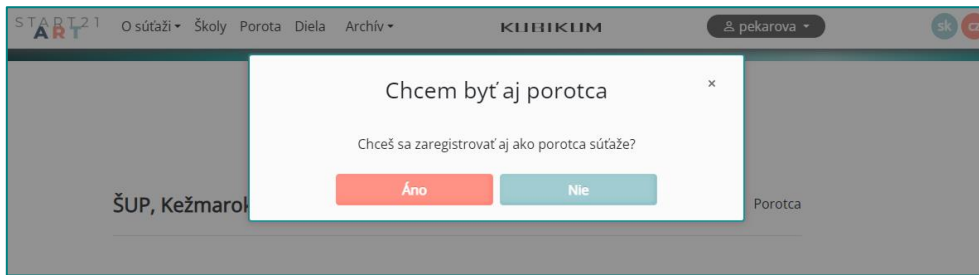 START21
ART
O súťaži Školy Porota Diela Archív KUBIKUM pekarova sk cz
Chcem byť aj porotca ×
Chceš sa zaregistrovať aj ako porotca súťaže?
Áno Nie
ŠUP, Kežmarok Porotca